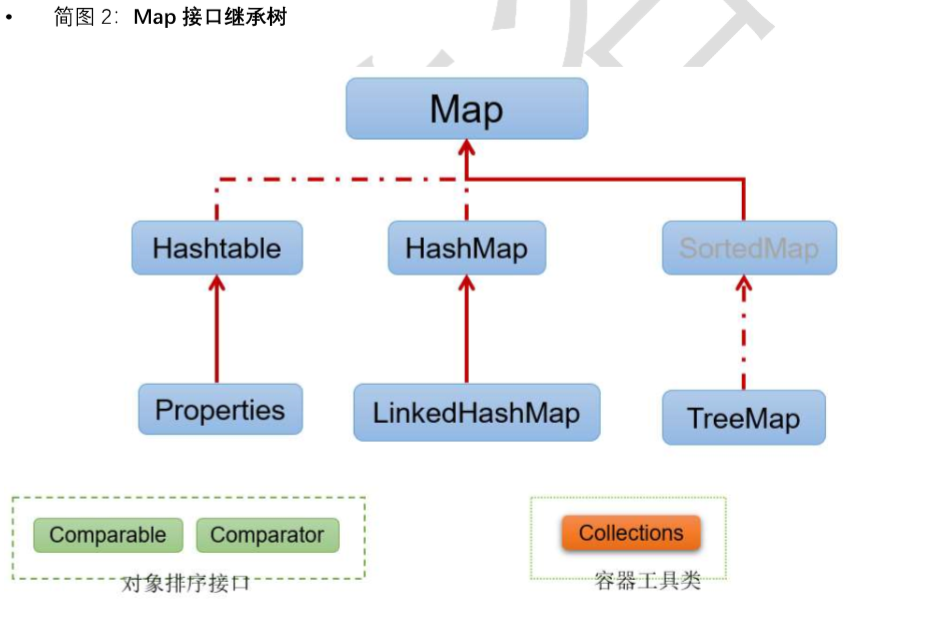 • 简图 2：Map 接口继承树
Map
Hashtable
HashMap
SortedMap
Properties
LinkedHashMap
TreeMap
Comparable
Comparator
Collections
对象排序接口
容器工具类